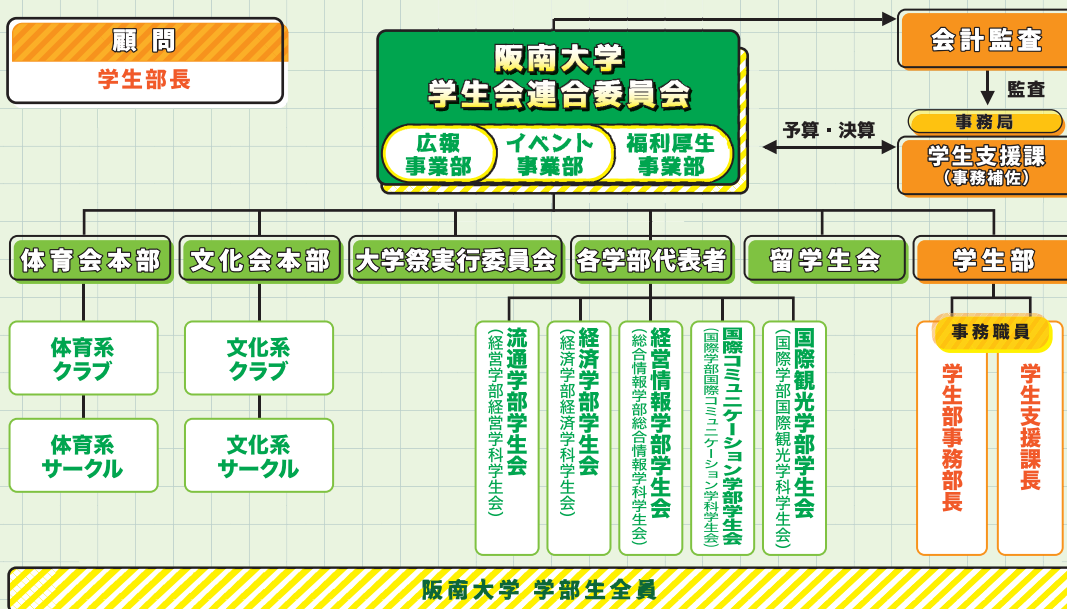 顧問
学生部長
阪南大学
学生会連合委員会
広報
事業部
イベント
事業部
福利厚生
事業部
会計監査
監査
事務局
学生支援課
(事務補佐)
予算・決算
体育会本部
文化会本部
大学祭実行委員会
各学部代表者
留学生会
学生部
体育系
クラブ
体育系
サークル
文化系
クラブ
文化系
サークル
流通学部学生会
(経営学部経営学科学生会)
経済学部学生会
(経済学部経済学科学生会)
経営情報学部学生会
(総合情報学部総合情報学科学生会)
国際コミュニケーション学部学生会
(国際学部国際コミュニケーション学科学生会)
国際観光学部学生会
(国際学部国際観光学科学生会)
事務職員
学生部事務部長
学生支援課長
阪南大学 学部生全員